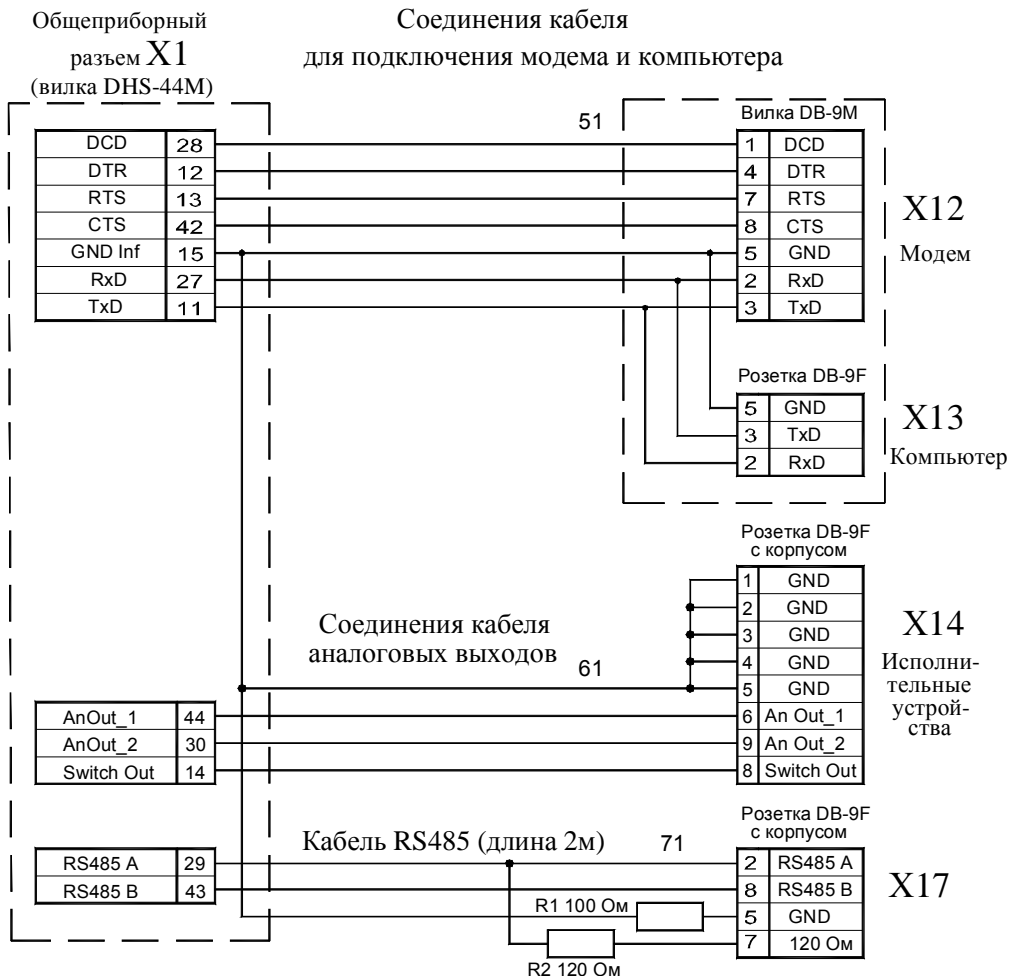 Общеприборный
разъем X1
(вилка DHS-44M)
Соединения кабеля
для подключения модема и компьютера
51
Вилка DB-9M
DCD 28
1 DCD
DTR 12
4 DTR
RTS 13
7 RTS
CTS 42
8 CTS
GND Inf 15
5 GND
RxD 27
2 RxD
TxD 11
3 TxD
X12
Модем
Розетка DB-9F
5 GND
3 TxD
2 RxD
X13
Компьютер
Розетка DB-9F
с корпусом
1 GND
2 GND
3 GND
4 GND
5 GND
6 An Out_1
9 An Out_2
8 Switch Out
X14
Исполни-
тельные
устрой-
ства
Соединения кабеля
аналоговых выходов
61
AnOut_1 44
AnOut_2 30
Switch Out 14
Розетка DB-9F
с корпусом
Кабель RS485 (длина 2м)
71
RS485 A 29
RS485 B 43
2 RS485 A
8 RS485 B
5 GND
7 120 Ом
X17
R1 100 Ом
R2 120 Ом